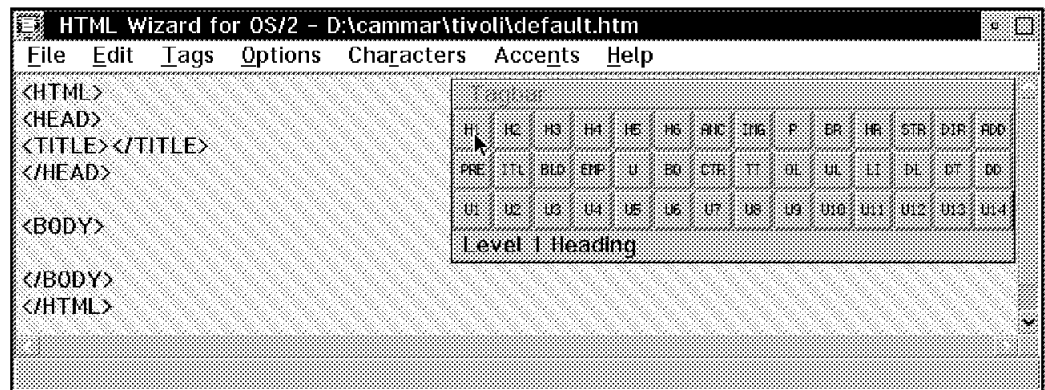 HTML Wizard for OS/2 - D:\cammar\tivoli\default.htm
File Edit Tags Options Characters Accents Help
<HTML>
<HEAD>
<TITLE></TITLE>
</HEAD>
<BODY>
</BODY>
</HTML>
Tagbar
H1 H2 H3 H4 H5 H6 ANC IMG P BR HR STR DIR ADD
PRE ITL BLD EMP U BQ CTR TT OL UL LI DL DT DD
U1 U2 U3 U4 U5 U6 U7 U8 U9 U10 U11 U12 U13 U14
Level 1 Heading